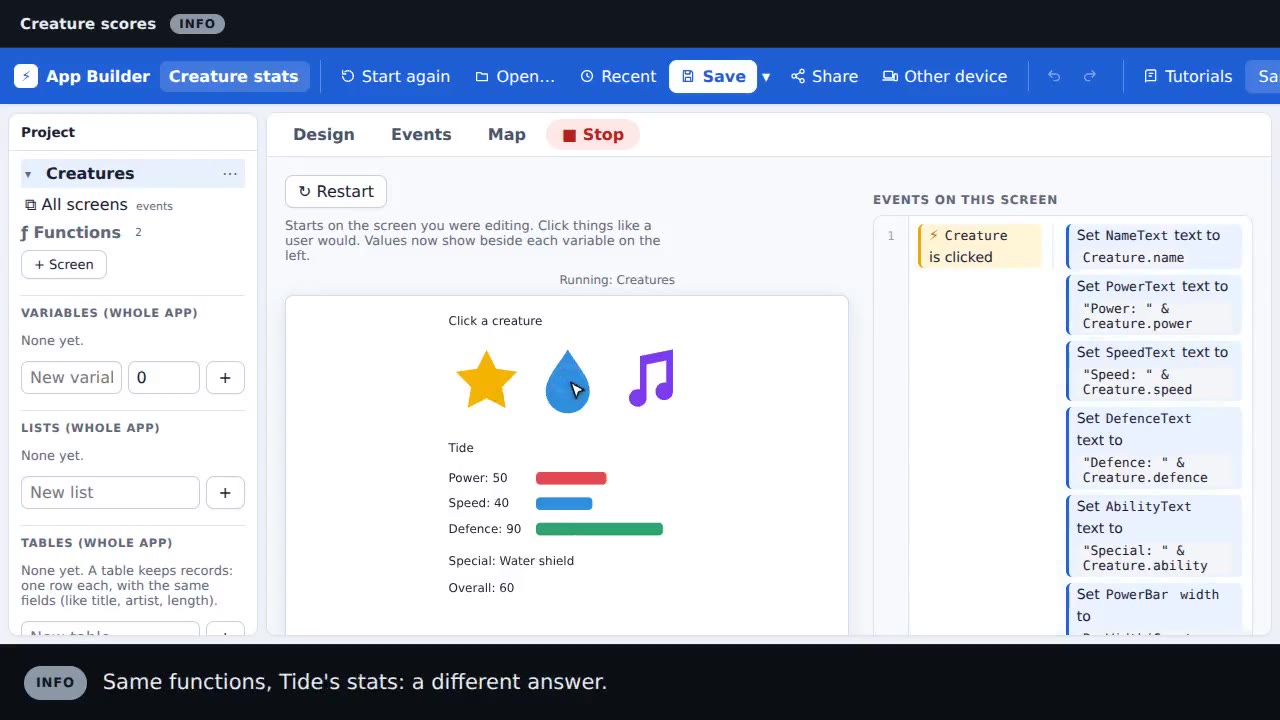 Creature scores INFO
App Builder Creature stats Start again Open... Recent Save Share Other device Tutorials Sa
Project
Creatures
All screens events
Functions 2
+ Screen
VARIABLES (WHOLE APP)
None yet.
New varial 0 +
LISTS (WHOLE APP)
None yet.
New list +
TABLES (WHOLE APP)
None yet. A table keeps records:
one row each, with the same
fields (like title, artist, length).
New table +
Design Events Map Stop
Restart
Starts on the screen you were editing. Click things like a
user would. Values now show beside each variable on the
left.
Running: Creatures
Click a creature
Tide
Power: 50
Speed: 40
Defence: 90
Special: Water shield
Overall: 60
EVENTS ON THIS SCREEN
1
Creature
is clicked
Set NameText text to
Creature.name
Set PowerText text to
"Power: " &
Creature.power
Set SpeedText text to
"Speed: " &
Creature.speed
Set DefenceText
text to
"Defence: " &
Creature.defence
Set AbilityText
text to
"Special: " &
Creature.ability
Set PowerBar width
to
INFO Same functions, Tide's stats: a different answer.